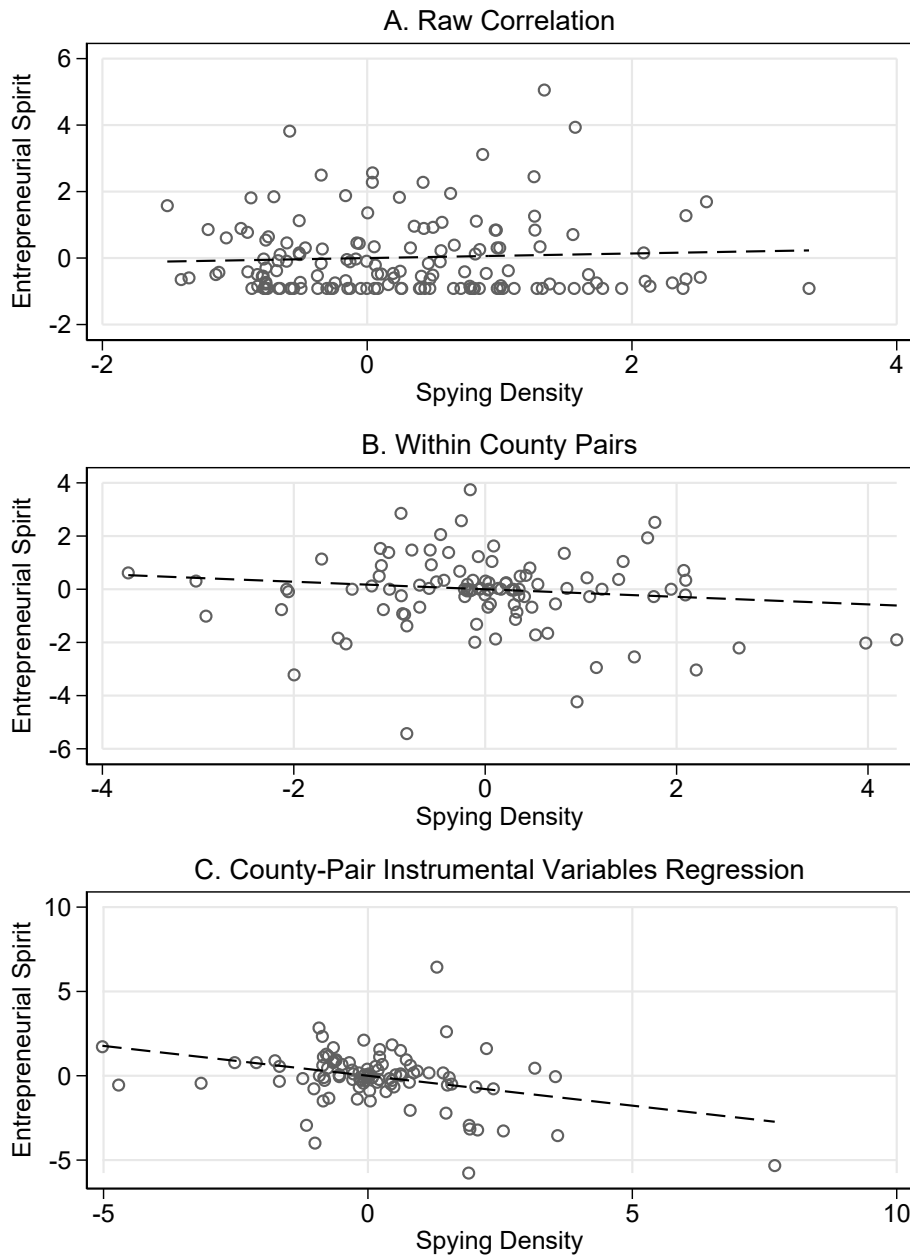 A. Raw Correlation
6
4
2
0
-2
Entrepreneurial Spirit
-2 0 2 4
Spying Density
B. Within County Pairs
4
2
0
-2
-4
-6
Entrepreneurial Spirit
-4 -2 0 2 4
Spying Density
C. County-Pair Instrumental Variables Regression
10
5
0
-5
Entrepreneurial Spirit
-5 0 5 10
Spying Density